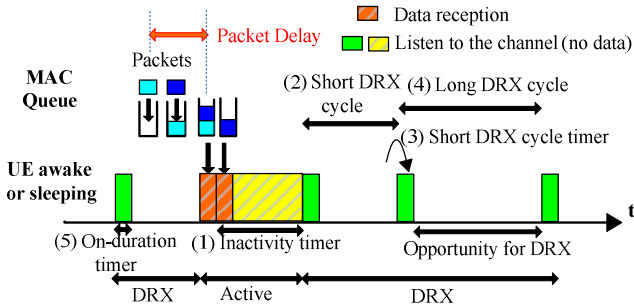 Data reception
Packet Delay
Listen to the channel (no data)
Packets
MAC
Queue
(2) Short DRX
cycle
(4) Long DRX cycle
(3) Short DRX cycle timer
UE awake
or sleeping
t
(5) On-duration
timer
(1) Inactivity timer
Opportunity for DRX
DRX
Active
DRX